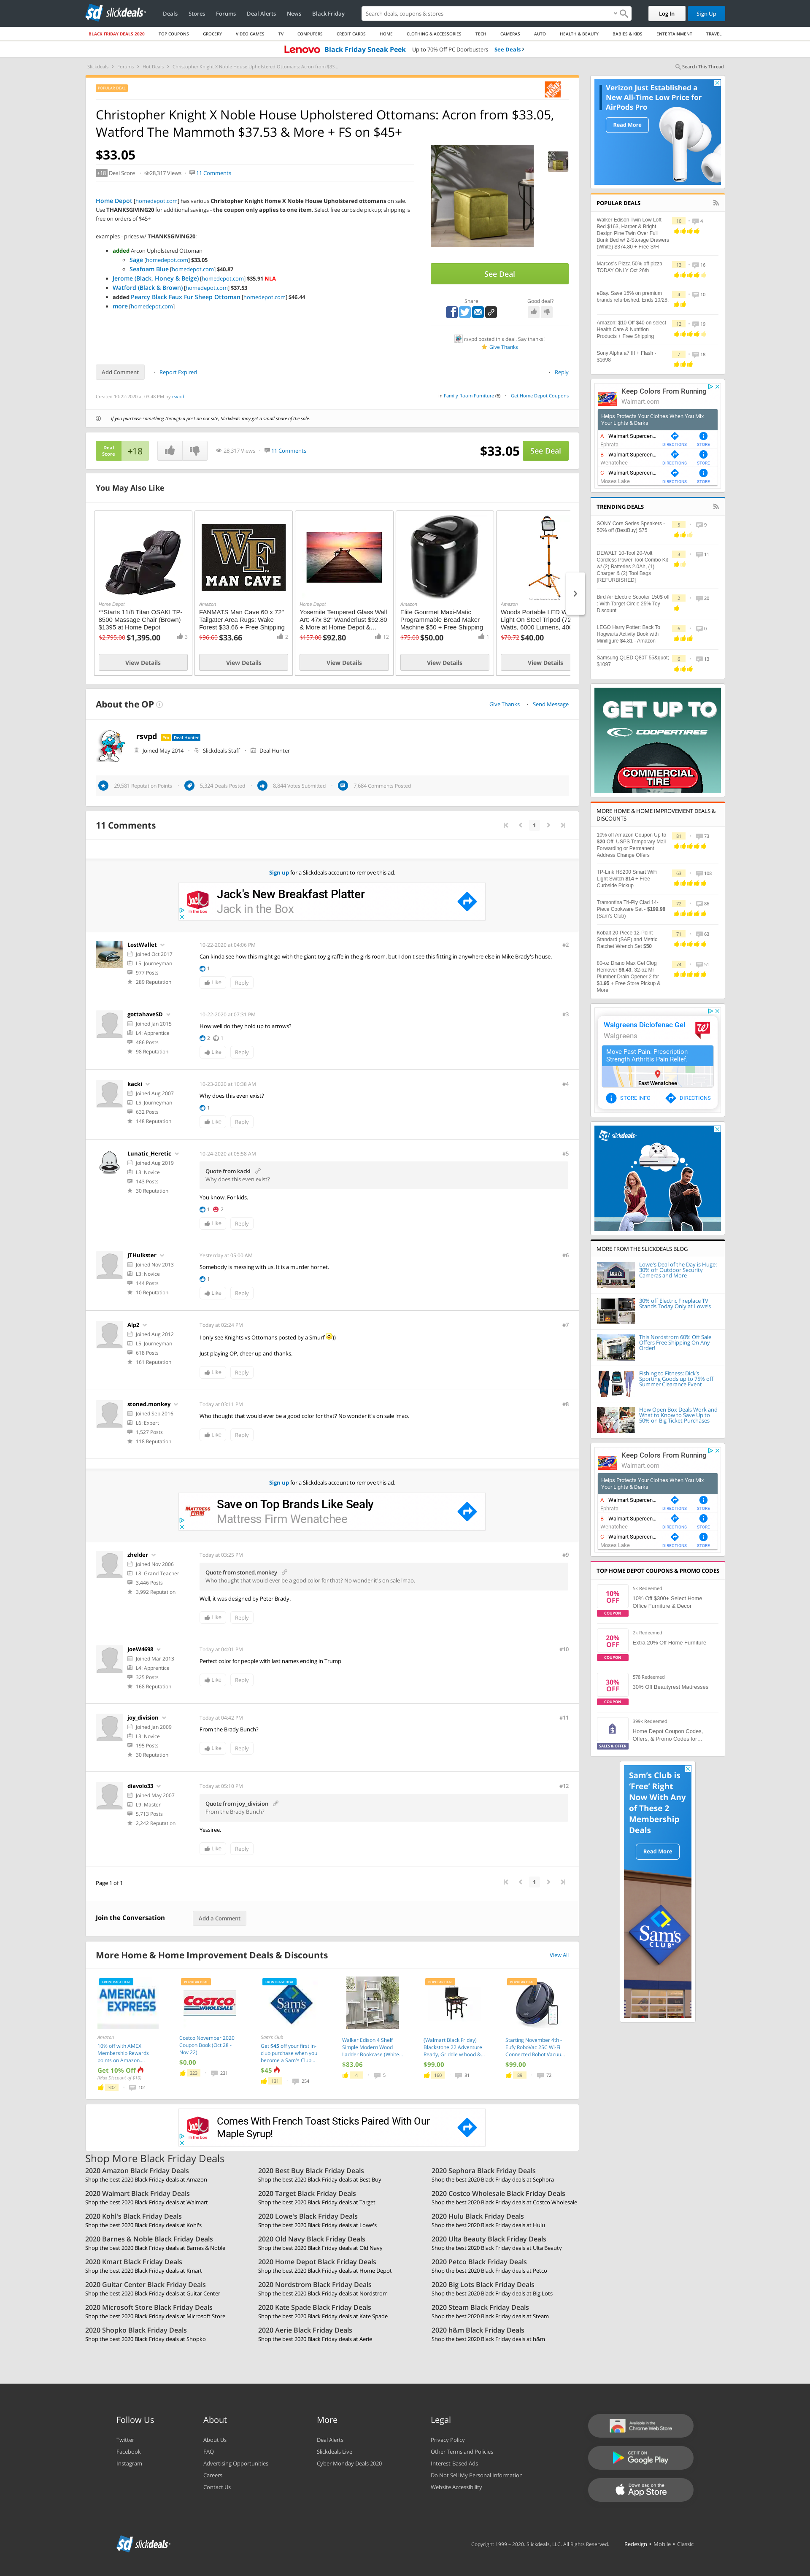 slickdeals
Deals Stores Forums Deal Alerts News Black Friday
Search deals, coupons & stores
Log In Sign Up
BLACK FRIDAY DEALS 2020 TOP COUPONS GROCERY VIDEO GAMES TV COMPUTERS CREDIT CARDS HOME CLOTHING & ACCESSORIES TECH CAMERAS AUTO HEALTH & BEAUTY BABIES & KIDS ENTERTAINMENT TRAVEL
Lenovo Black Friday Sneak Peek Up to 70% Off PC Doorbusters See Deals
Slickdeals > Forums > Hot Deals > Christopher Knight X Noble House Upholstered Ottomans: Acron from $33...
Search This Thread
Christopher Knight X Noble House Upholstered Ottomans: Acron from $33.05,
Watford The Mammoth $37.53 & More + FS on $45+
$33.05
+18 Deal Score 28,317 Views 11 Comments
Home Depot [homedepot.com] has various Christopher Knight Home X Noble House Upholstered ottomans on sale.
Use THANKSGIVING20 for additional savings - the coupon only applies to one item. Select free curbside pickup; shipping is
free on orders of $45+
examples - prices w/ THANKSGIVING20:
added Arcon Upholstered Ottoman
Sage [homedepot.com] $33.05
Seafoam Blue [homedepot.com] $40.87
Jerome (Black, Honey & Beige) [homedepot.com] $35.91 NLA
Watford (Black & Brown) [homedepot.com] $37.53
added Pearcy Black Faux Fur Sheep Ottoman [homedepot.com] $46.44
more [homedepot.com]
See Deal
Share Good deal?
rsvpd posted this deal. Say thanks!
Give Thanks
Add Comment Report Expired Reply
Created 10-22-2020 at 03:48 PM by rsvpd
in Family Room Furniture (6) Get Home Depot Coupons
If you purchase something through a post on our site, Slickdeals may get a small share of the sale.
Deal Score +18 28,317 Views 11 Comments $33.05 See Deal
You May Also Like
Home Depot
**Starts 11/8 Titan OSAKI TP-
8500 Massage Chair (Brown)
$1395 at Home Depot
$2,795.00 $1,395.00 3
View Details
WF MAN CAVE
Amazon
FANMATS Man Cave 60 x 72"
Tailgater Area Rugs: Wake
Forest $33.66 + Free Shipping
$96.60 $33.66 2
View Details
Home Depot
Yosemite Tempered Glass Wall
Art: 47x 32" Wanderlust $92.80
& More at Home Depot &...
$157.00 $92.80 12
View Details
Amazon
Elite Gourmet Maxi-Matic
Programmable Bread Maker
Machine $50 + Free Shipping
$75.00 $50.00 1
View Details
Amazon
Woods Portable LED W
Light On Steel Tripod (72
Watts, 6000 Lumens, 400
$70.72 $40.00
View Details
About the OP
Give Thanks Send Message
rsvpd Deal Hunter
Joined May 2014 Slickdeals Staff Deal Hunter
29,581 Reputation Points 5,324 Deals Posted 8,844 Votes Submitted 7,684 Comments Posted
11 Comments
1
Sign up for a Slickdeals account to remove this ad.
Jack's New Breakfast Platter
Jack in the Box
LostWallet
Joined Oct 2017
L5: Journeyman
977 Posts
289 Reputation
10-22-2020 at 04:06 PM #2
Can kinda see how this might go with the giant toy giraffe in the girls room, but I don't see this fitting in anywhere else in Mike Brady's house.
1
Like Reply
gottahaveSD
Joined Jan 2015
L4: Apprentice
486 Posts
98 Reputation
10-22-2020 at 07:31 PM #3
How well do they hold up to arrows?
2 1
Like Reply
kacki
Joined Aug 2007
L5: Journeyman
632 Posts
148 Reputation
10-23-2020 at 10:38 AM #4
Why does this even exist?
1
Like Reply
Lunatic_Heretic
Joined Aug 2019
L3: Novice
143 Posts
30 Reputation
10-24-2020 at 05:58 AM #5
Quote from kacki
Why does this even exist?
You know. For kids.
1 2
Like Reply
JTHulkster
Joined Nov 2013
L3: Novice
144 Posts
10 Reputation
Yesterday at 05:00 AM #6
Somebody is messing with us. It is a murder hornet.
1
Like Reply
Alp2
Joined Aug 2012
L5: Journeyman
618 Posts
161 Reputation
Today at 02:24 PM #7
I only see Knights vs Ottomans posted by a Smurf ))
Just playing OP, cheer up and thanks.
Like Reply
stoned.monkey
Joined Sep 2016
L6: Expert
1,527 Posts
118 Reputation
Today at 03:11 PM #8
Who thought that would ever be a good color for that? No wonder it's on sale lmao.
Like Reply
Sign up for a Slickdeals account to remove this ad.
MATTRESS FIRM
Save on Top Brands Like Sealy
Mattress Firm Wenatchee
zhelder
Joined Nov 2006
L8: Grand Teacher
3,446 Posts
3,992 Reputation
Today at 03:25 PM #9
Quote from stoned.monkey
Who thought that would ever be a good color for that? No wonder it's on sale lmao.
Well, it was designed by Peter Brady.
Like Reply
JoeW4698
Joined Mar 2013
L4: Apprentice
325 Posts
168 Reputation
Today at 04:01 PM #10
Perfect color for people with last names ending in Trump
Like Reply
joy_division
Joined Jan 2009
L3: Novice
195 Posts
30 Reputation
Today at 04:42 PM #11
From the Brady Bunch?
Like Reply
diavolo33
Joined May 2007
L9: Master
5,713 Posts
2,242 Reputation
Today at 05:10 PM #12
Quote from joy_division
From the Brady Bunch?
Yessiree.
Like Reply
Page 1 of 1 1
Join the Conversation Add a Comment
More Home & Home Improvement Deals & Discounts View All
AMERICAN EXPRESS
Amazon
10% off with AMEX
Membership Rewards
points on Amazon....
Get 10% Off
(Max Discount of $10)
302 101
COSTCO WHOLESALE
Costco November 2020
Coupon Book (Oct 28 -
Nov 22)
$0.00
323 231
Sam's Club
Sam's Club
Get $45 off your first in-
club purchase when you
become a Sam's Club...
$45
131 254
Walker Edison 4 Shelf
Simple Modern Wood
Ladder Bookcase (White...
$83.06
4 5
(Walmart Black Friday)
Blackstone 22 Adventure
Ready, Griddle w hood &...
$99.00
160 81
Starting November 4th -
Eufy RoboVac 25C Wi-Fi
Connected Robot Vacuu...
$99.00
89 72
Comes With French Toast Sticks Paired With Our
Maple Syrup!
Shop More Black Friday Deals
2020 Amazon Black Friday Deals
Shop the best 2020 Black Friday deals at Amazon
2020 Best Buy Black Friday Deals
Shop the best 2020 Black Friday deals at Best Buy
2020 Sephora Black Friday Deals
Shop the best 2020 Black Friday deals at Sephora
2020 Walmart Black Friday Deals
Shop the best 2020 Black Friday deals at Walmart
2020 Target Black Friday Deals
Shop the best 2020 Black Friday deals at Target
2020 Costco Wholesale Black Friday Deals
Shop the best 2020 Black Friday deals at Costco Wholesale
2020 Kohl's Black Friday Deals
Shop the best 2020 Black Friday deals at Kohl's
2020 Lowe's Black Friday Deals
Shop the best 2020 Black Friday deals at Lowe's
2020 Hulu Black Friday Deals
Shop the best 2020 Black Friday deals at Hulu
2020 Barnes & Noble Black Friday Deals
Shop the best 2020 Black Friday deals at Barnes & Noble
2020 Old Navy Black Friday Deals
Shop the best 2020 Black Friday deals at Old Navy
2020 Ulta Beauty Black Friday Deals
Shop the best 2020 Black Friday deals at Ulta Beauty
2020 Kmart Black Friday Deals
Shop the best 2020 Black Friday deals at Kmart
2020 Home Depot Black Friday Deals
Shop the best 2020 Black Friday deals at Home Depot
2020 Petco Black Friday Deals
Shop the best 2020 Black Friday deals at Petco
2020 Guitar Center Black Friday Deals
Shop the best 2020 Black Friday deals at Guitar Center
2020 Nordstrom Black Friday Deals
Shop the best 2020 Black Friday deals at Nordstrom
2020 Big Lots Black Friday Deals
Shop the best 2020 Black Friday deals at Big Lots
2020 Microsoft Store Black Friday Deals
Shop the best 2020 Black Friday deals at Microsoft Store
2020 Kate Spade Black Friday Deals
Shop the best 2020 Black Friday deals at Kate Spade
2020 Steam Black Friday Deals
Shop the best 2020 Black Friday deals at Steam
2020 Shopko Black Friday Deals
Shop the best 2020 Black Friday deals at Shopko
2020 Aerie Black Friday Deals
Shop the best 2020 Black Friday deals at Aerie
2020 h&m Black Friday Deals
Shop the best 2020 Black Friday deals at h&m
Verizon Just Established a
New All-Time Low Price for
AirPods Pro
Read More
POPULAR DEALS
Walker Edison Twin Low Loft
Bed $163, Harper & Bright
Design Pine Twin Over Full
Bunk Bed w/ 2-Storage Drawers
(White) $374.80 + Free S/H
10 4
Marcos's Pizza 50% off pizza
TODAY ONLY Oct 26th
13 16
eBay: Save 15% on premium
brands refurbished. Ends 10/28.
4 10
Amazon: $10 Off $40 on select
Health Care & Nutrition
Products + Free Shipping
12 19
Sony Alpha a7 III + Flash -
$1698
7 18
Keep Colors From Running
Walmart.com
Helps Protects Your Clothes When You Mix
Your Lights & Darks
A | Walmart Supercen...
Ephrata DIRECTIONS STORE
B | Walmart Supercen...
Wenatchee DIRECTIONS STORE
C | Walmart Supercen...
Moses Lake DIRECTIONS STORE
TRENDING DEALS
SONY Core Series Speakers -
50% off (BestBuy) $75
5 9
DEWALT 10-Tool 20-Volt
Cordless Power Tool Combo Kit
w/ (2) Batteries 2.0Ah, (1)
Charger & (2) Tool Bags
[REFURBISHED]
3 11
Bird Air Electric Scooter 150$ off
- With Target Circle 25% Toy
Discount
2 20
LEGO Harry Potter: Back To
Hogwarts Activity Book with
Minifigure $4.81 - Amazon
6 0
Samsung QLED Q80T 55&quot;
$1097
6 13
GET UP TO
COOPERTIRES
COMMERCIAL TIRE
MORE HOME & HOME IMPROVEMENT DEALS &
DISCOUNTS
10% off Amazon Coupon Up to
$20 Off! USPS Temporary Mail
Forwarding or Permanent
Address Change Offers
81 73
TP-Link HS200 Smart WiFi
Light Switch $14 + Free
Curbside Pickup
63 108
Tramontina Tri-Ply Clad 14-
Piece Cookware Set - $199.98
(Sam's Club)
72 86
Kobalt 20-Piece 12-Point
Standard (SAE) and Metric
Ratchet Wrench Set $50
71 63
80-oz Drano Max Gel Clog
Remover $6.43, 32-oz Mr
Plumber Drain Opener 2 for
$1.95 + Free Store Pickup &
More
74 51
Walgreens Diclofenac Gel
Walgreens
Move Past Pain. Prescription
Strength Arthritis Pain Relief.
East Wenatchee
STORE INFO DIRECTIONS
slickdeals
MORE FROM THE SLICKDEALS BLOG
Lowe's Deal of the Day is Huge:
30% off Outdoor Security
Cameras and More
30% off Electric Fireplace TV
Stands Today Only at Lowe's
This Nordstrom 60% Off Sale
Offers Free Shipping On Any
Order!
Fishing to Fitness: Dick's
Sporting Goods up to 75% off
Summer Clearance Event
How Open Box Deals Work and
What to Know to Save Up to
50% on Big Ticket Purchases
Keep Colors From Running
Walmart.com
Helps Protects Your Clothes When You Mix
Your Lights & Darks
A | Walmart Supercen...
Ephrata DIRECTIONS STORE
B | Walmart Supercen...
Wenatchee DIRECTIONS STORE
C | Walmart Supercen...
Moses Lake DIRECTIONS STORE
TOP HOME DEPOT COUPONS & PROMO CODES
10% OFF COUPON
5k Redeemed
10% Off $300+ Select Home
Office Furniture & Decor
20% OFF COUPON
2k Redeemed
Extra 20% Off Home Furniture
30% OFF COUPON
578 Redeemed
30% Off Beautyrest Mattresses
SALES & OFFER
399k Redeemed
Home Depot Coupon Codes,
Offers, & Promo Codes for...
Sam's Club is
'Free' Right
Now With Any
of These 2
Membership
Deals
Read More
Sam's CLUB
Follow Us
Twitter
Facebook
Instagram
About
About Us
FAQ
Advertising Opportunities
Careers
Contact Us
More
Deal Alerts
Slickdeals Live
Cyber Monday Deals 2020
Legal
Privacy Policy
Other Terms and Policies
Interest-Based Ads
Do Not Sell My Personal Information
Website Accessibility
Available in the
Chrome Web Store
GET IT ON
Google Play
Download on the
App Store
slickdeals
Copyright 1999 - 2020. Slickdeals, LLC. All Rights Reserved. Redesign • Mobile • Classic